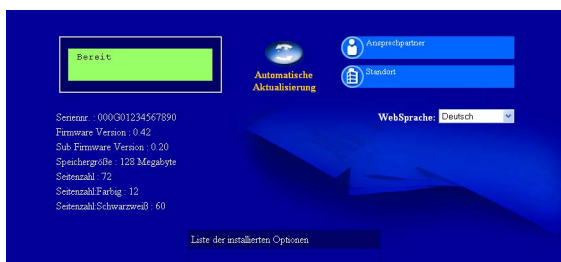 Bereit
Automatische
Aktualisierung
Ansprechpartner
Standort
Seriennr. : 000G01234567890
Firmware Version : 0.42
Sub Firmware Version : 0.20
Speichergröße : 128 Megabyte
Seitenzahl : 72
Seitenzahl:Farbig : 12
Seitenzahl:Schwarzweiß : 60
WebSprache: Deutsch
Liste der installierten Optionen